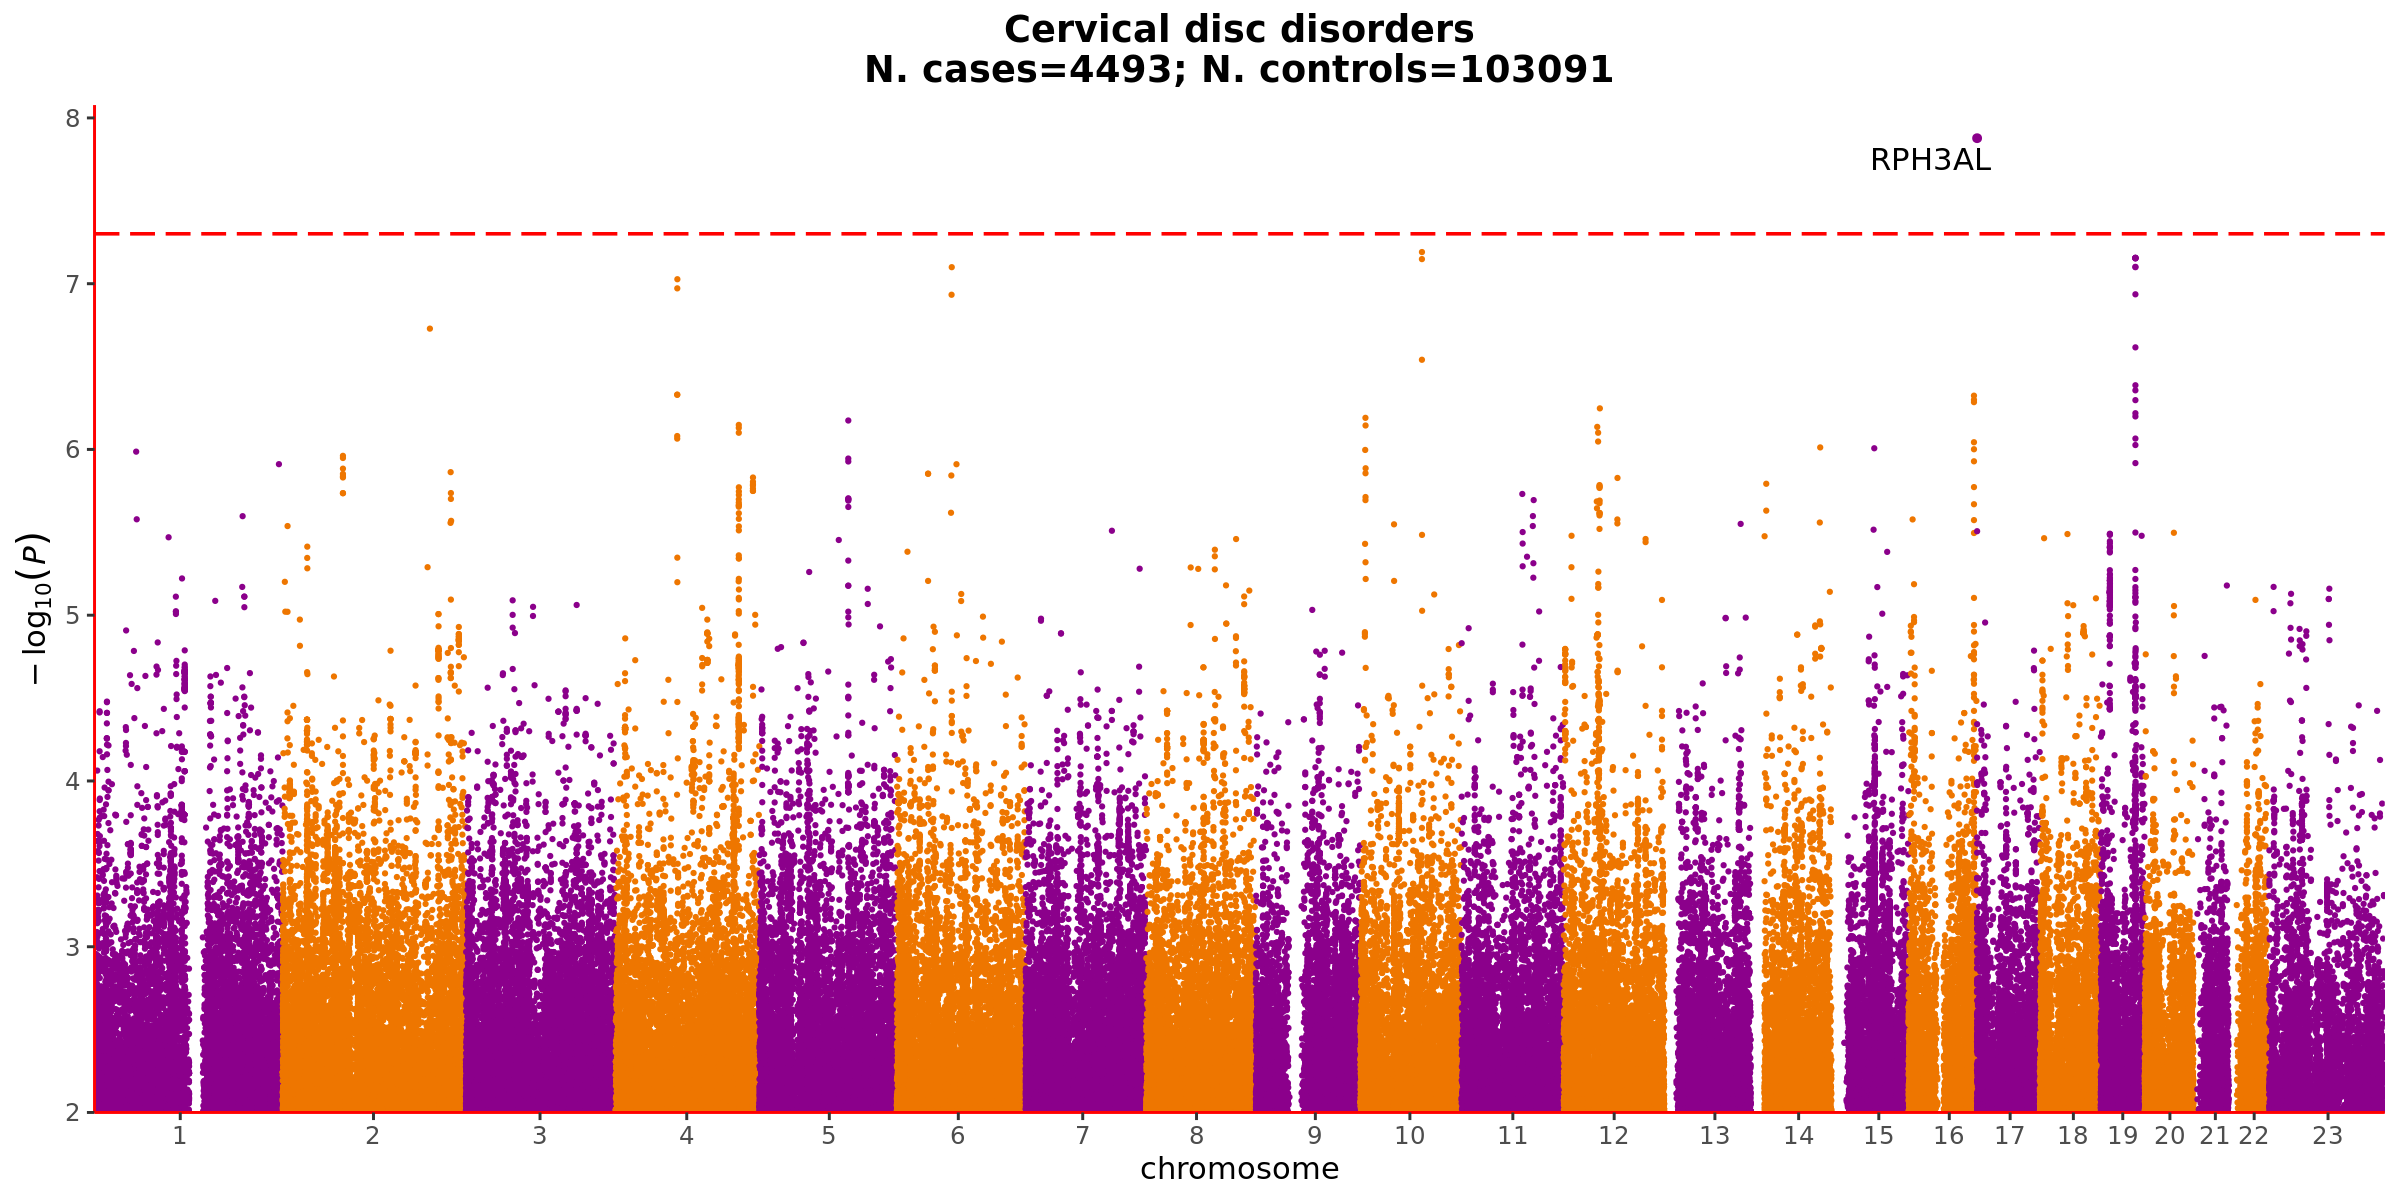 Cervical disc disorders
N. cases=4493; N. controls=103091
8
RPH3AL
7
6
5
4
3
2
−log10(P)
1 2 3 4 5 6 7 8 9 10 11 12 13 14 15 16 17 18 19 20 21 22 23
chromosome